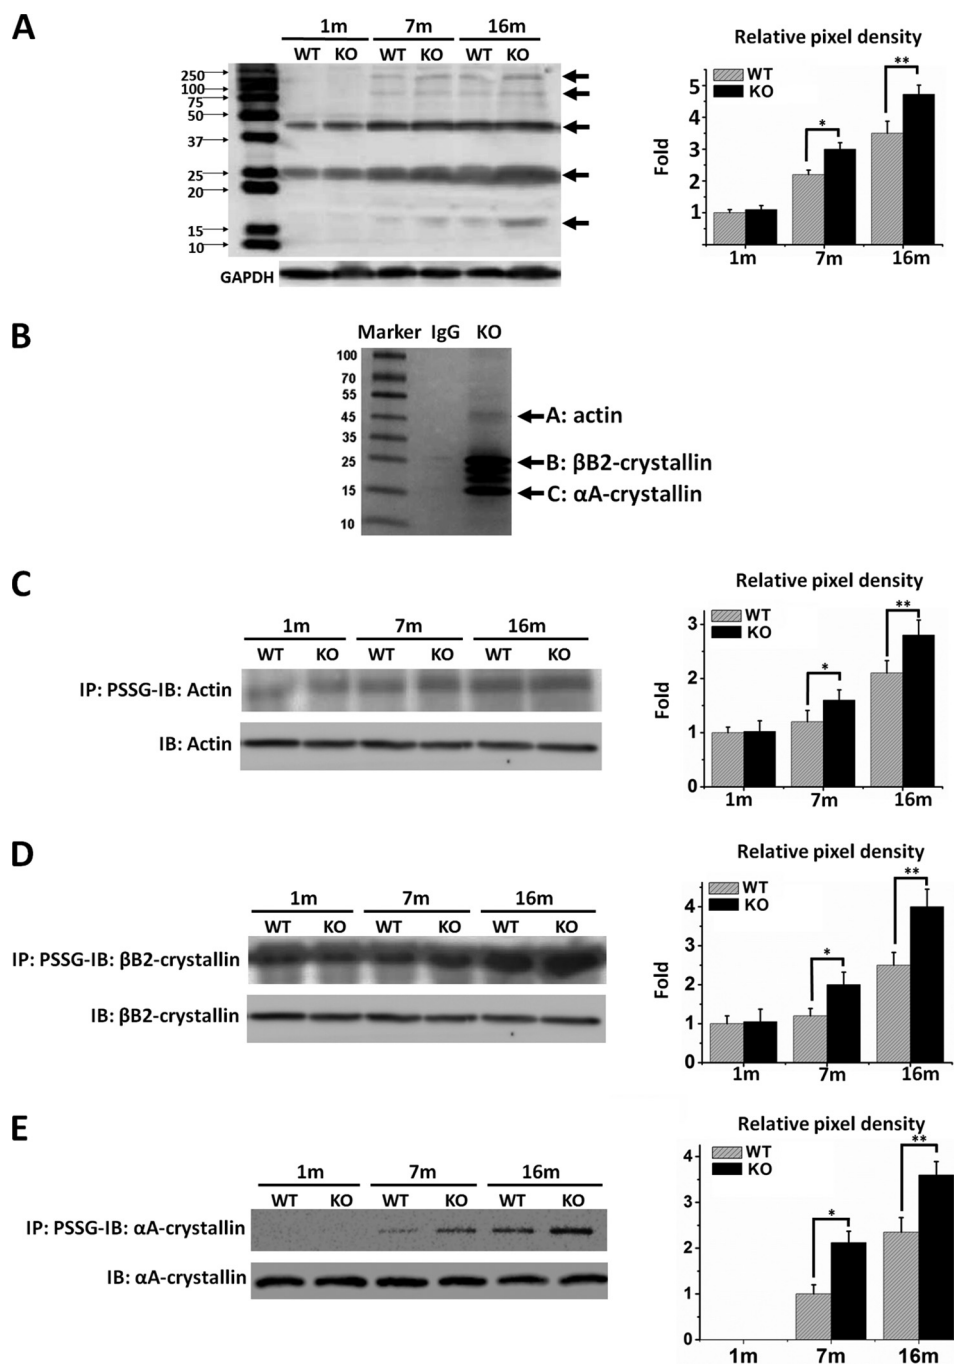 A
1m 7m 16m
WT KO WT KO WT KO
250
100
75
50
37
25
20
15
10
GAPDH
Relative pixel density
WT
KO
**
*
Fold
5
4
3
2
1
1m 7m 16m
B
Marker IgG KO
100
70
55
45
35
25
15
10
A: actin
B: βB2-crystallin
C: αA-crystallin
C
1m 7m 16m
WT KO WT KO WT KO
IP: PSSG-IB: Actin
IB: Actin
Relative pixel density
WT
KO
**
*
Fold
3
2
1
0
1m 7m 16m
D
1m 7m 16m
WT KO WT KO WT KO
IP: PSSG-IB: βB2-crystallin
IB: βB2-crystallin
Relative pixel density
WT
KO
**
*
Fold
4
3
2
1
0
1m 7m 16m
E
1m 7m 16m
WT KO WT KO WT KO
IP: PSSG-IB: αA-crystallin
IB: αA-crystallin
Relative pixel density
WT
KO
**
*
Fold
4
3
2
1
0
1m 7m 16m